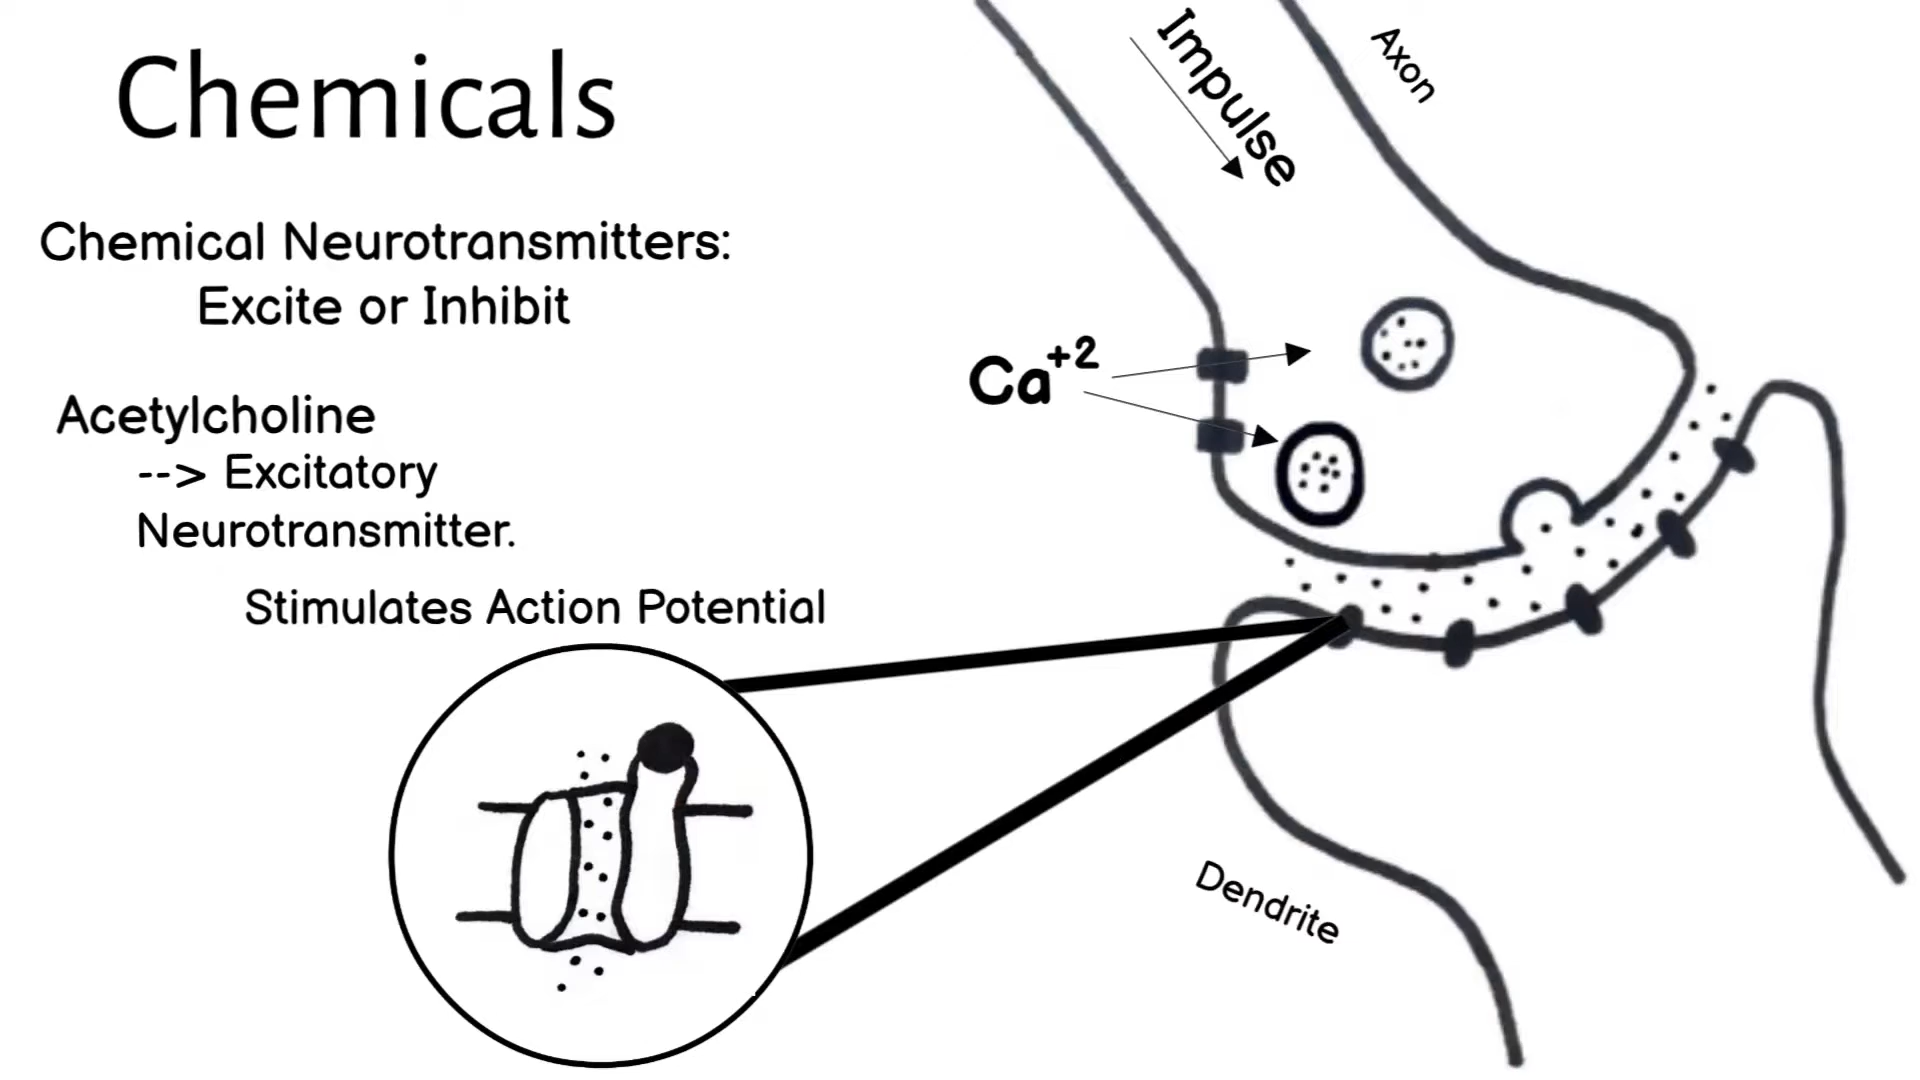 Chemicals
Chemical Neurotransmitters:
Excite or Inhibit
Acetylcholine
--> Excitatory
Neurotransmitter.
Stimulates Action Potential
Impulse
Axon
Ca+2
Dendrite